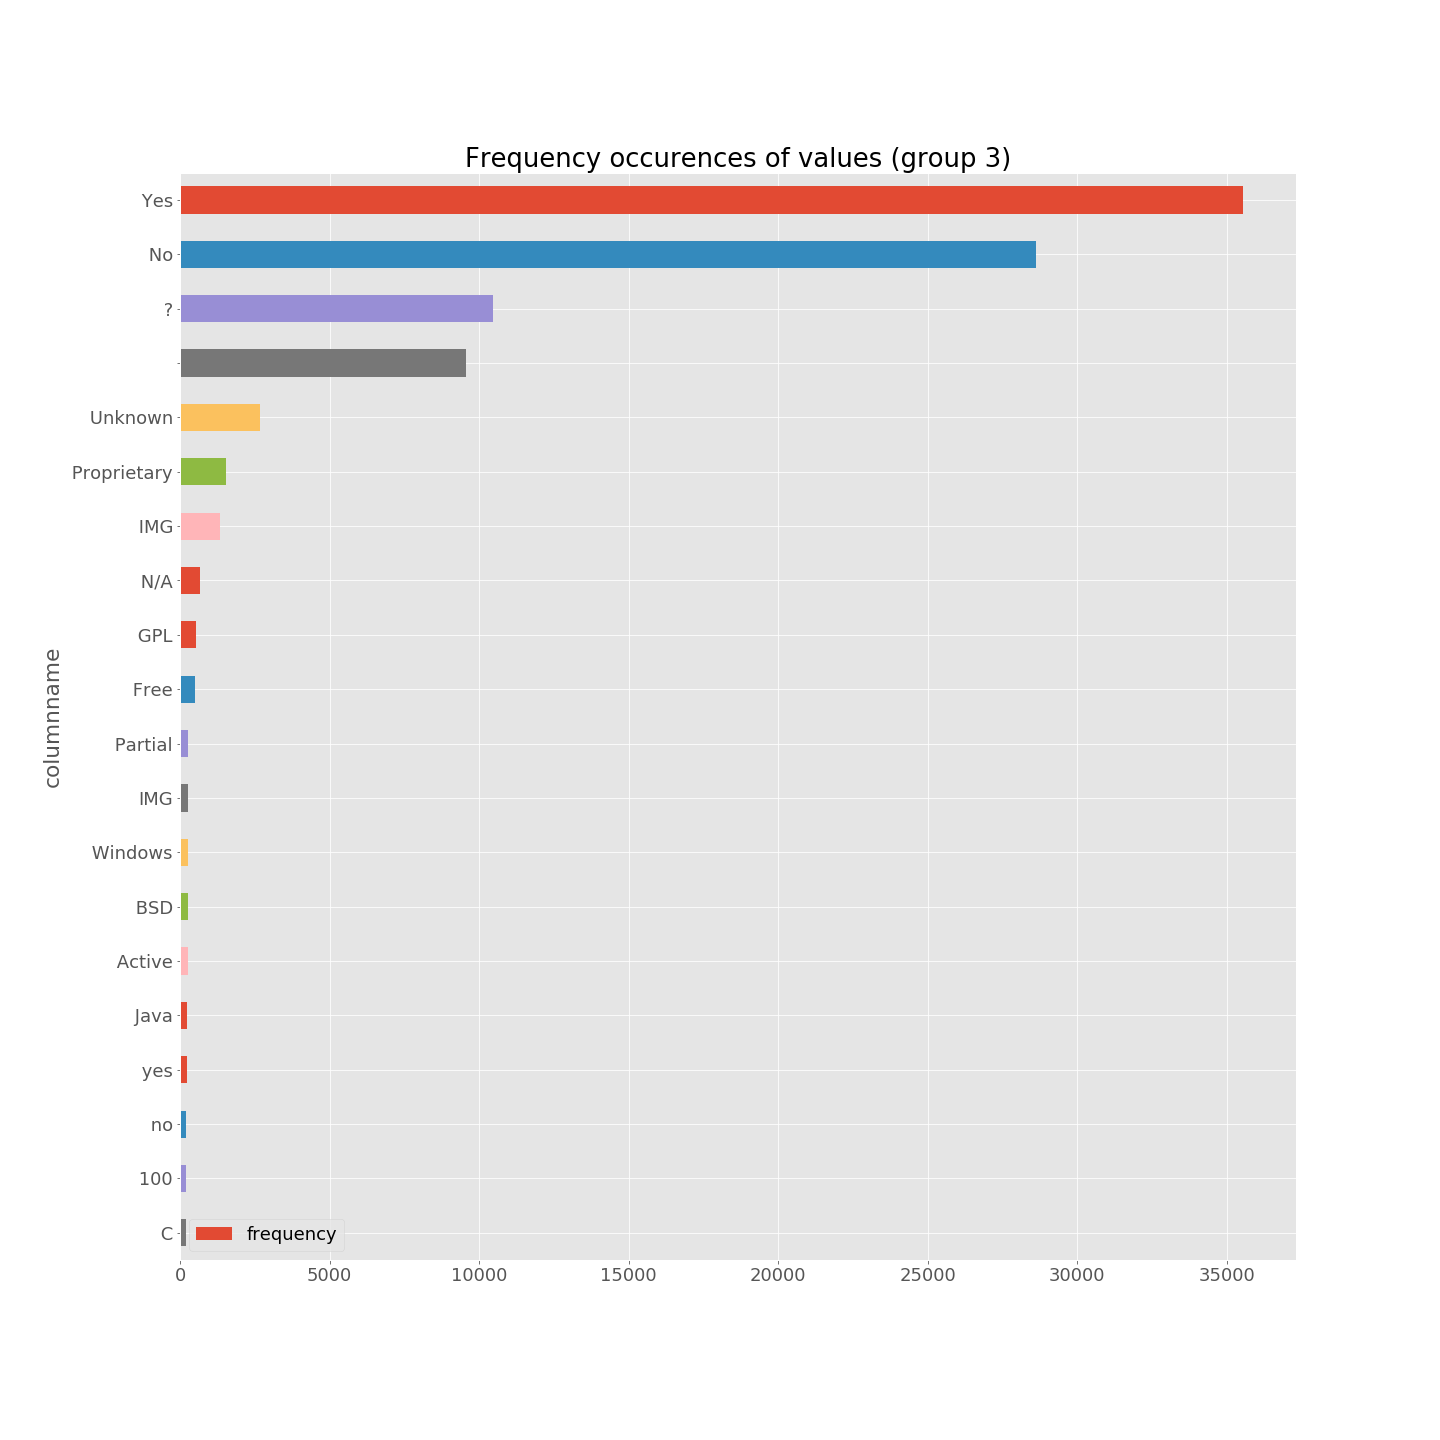 Frequency occurences of values (group 3)
Yes
No
?
Unknown
Proprietary
IMG
N/A
GPL
Free
Partial
IMG
Windows
BSD
Active
Java
yes
no
100
C
columnname
frequency
0 5000 10000 15000 20000 25000 30000 35000